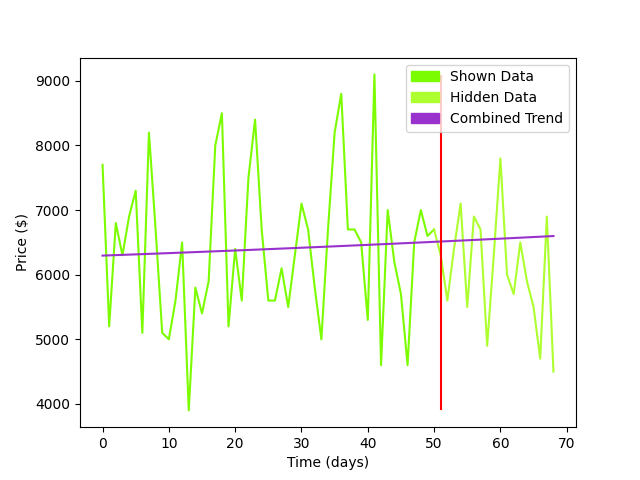 Shown Data
Hidden Data
Combined Trend
9000
8000
7000
6000
5000
4000
Price ($)
0 10 20 30 40 50 60 70
Time (days)